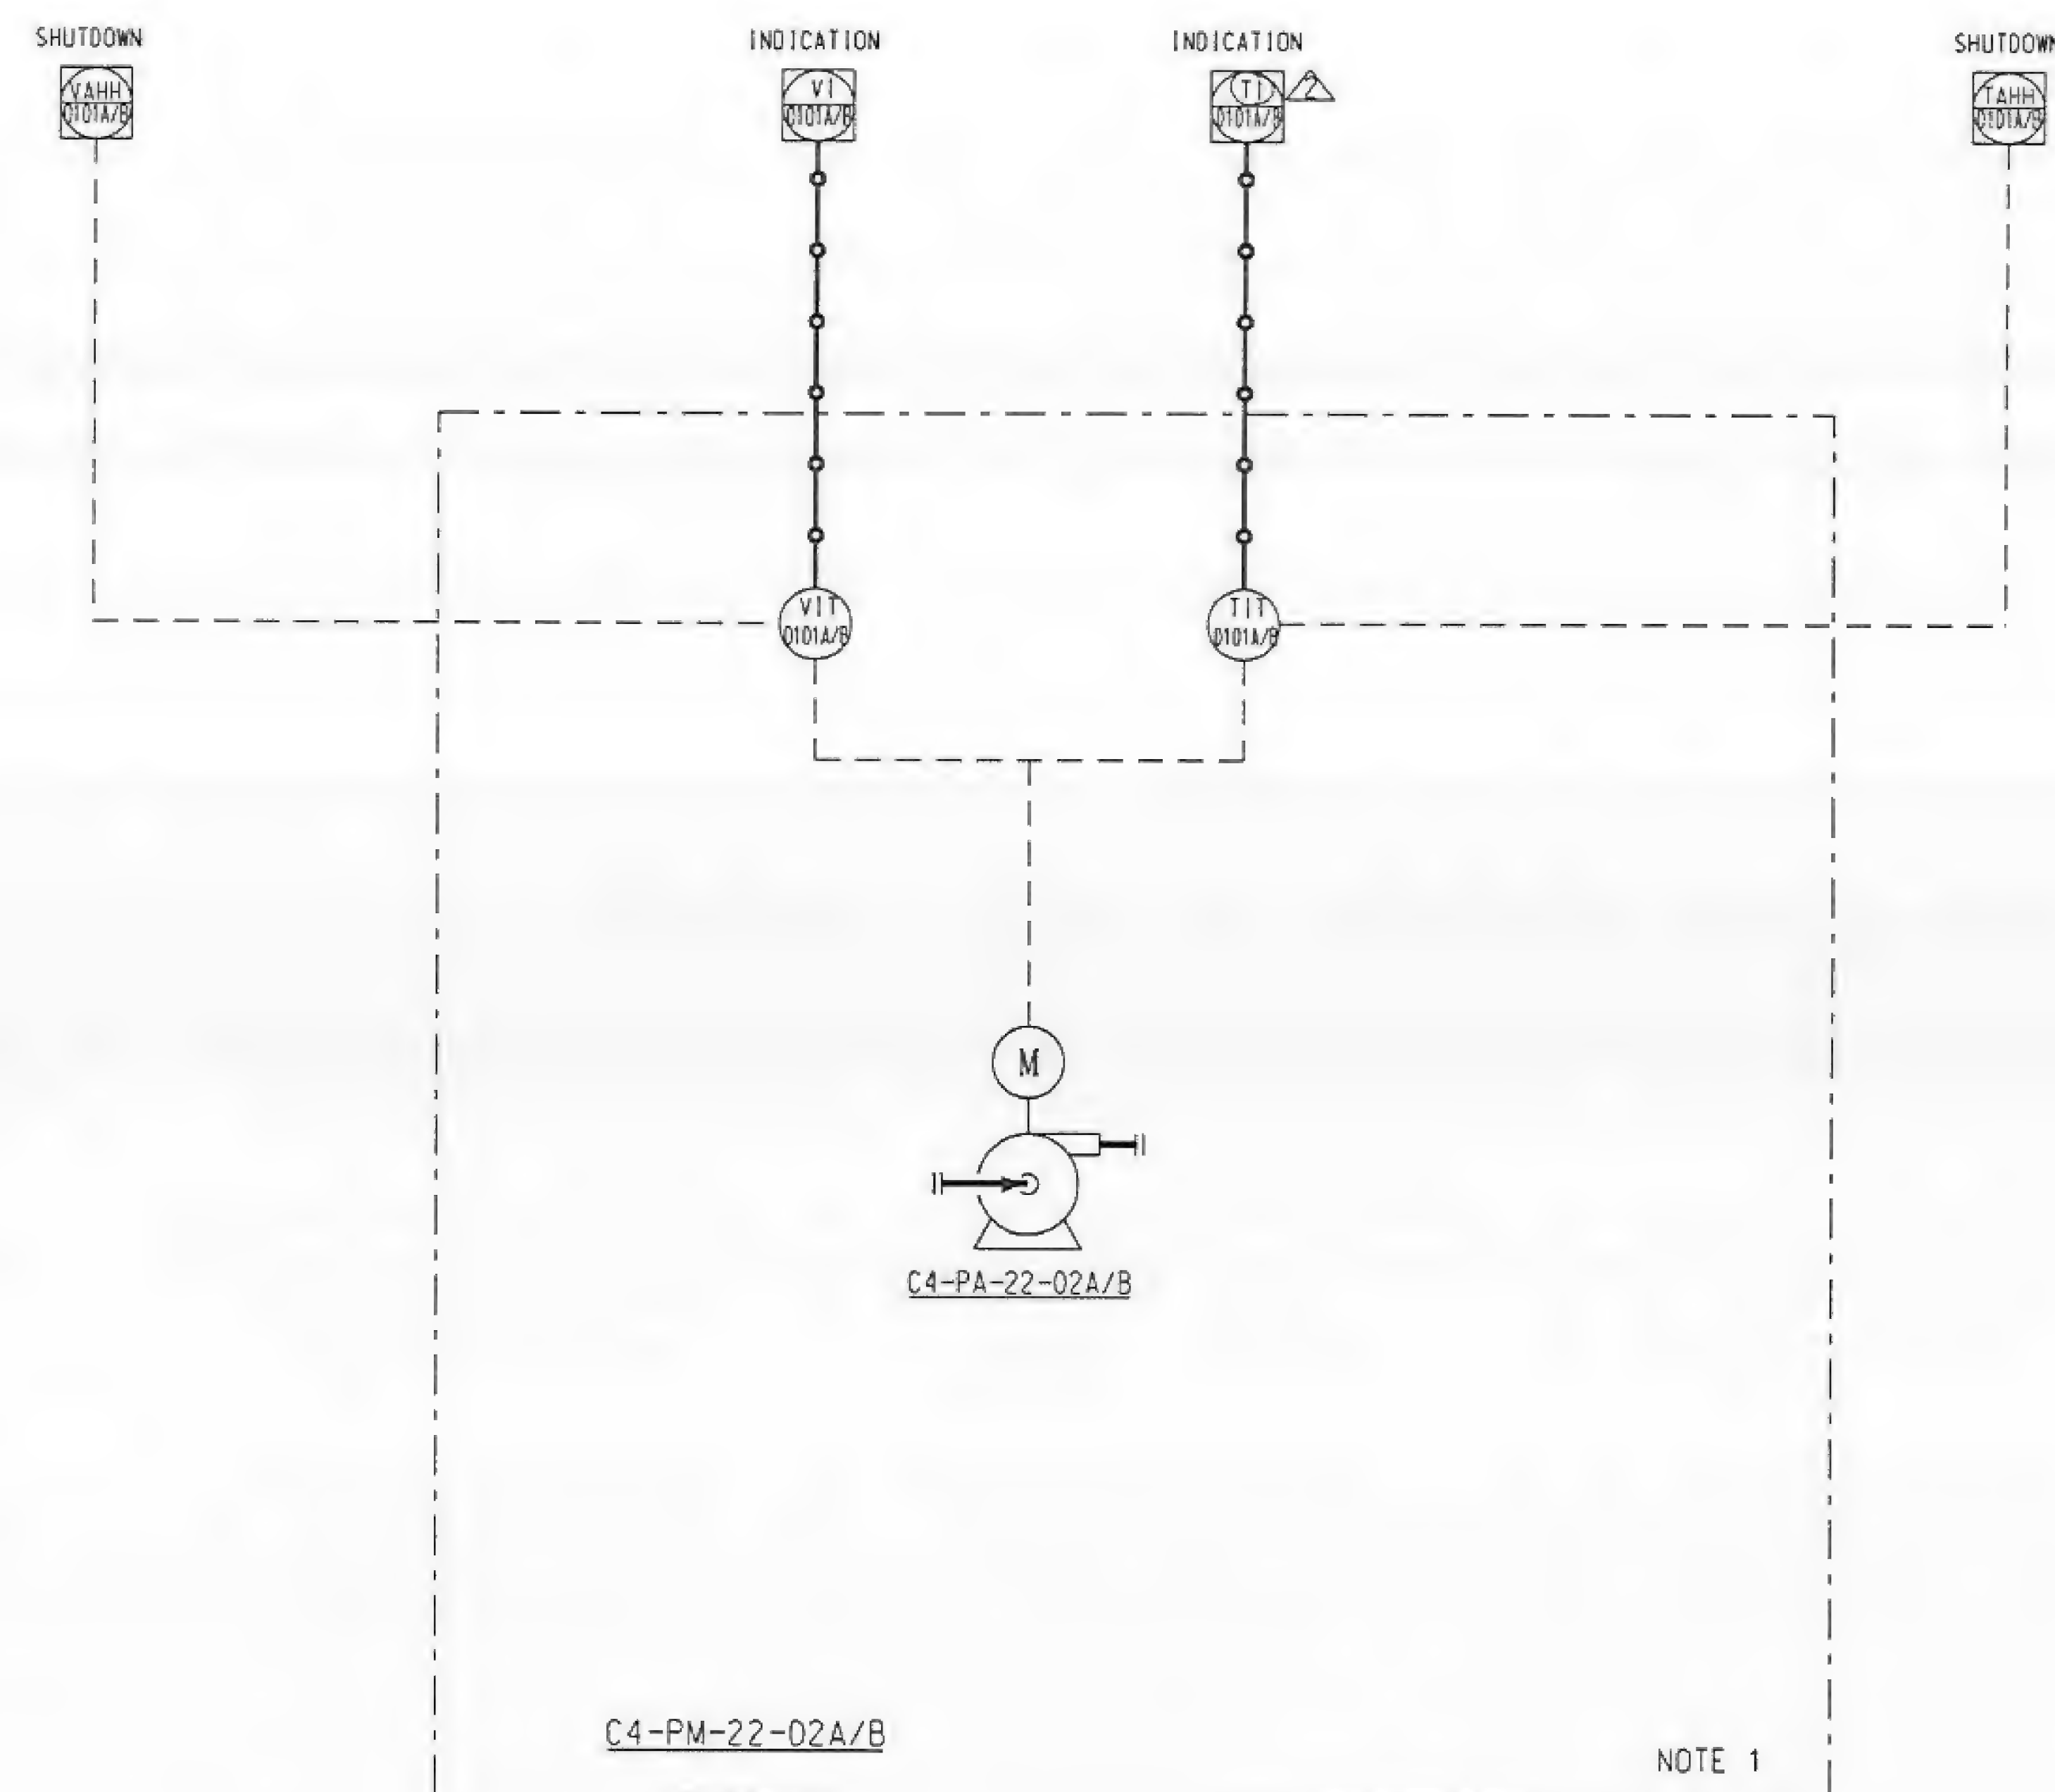 SHUTDOWN
INDICATION
INDICATION
SHUTDOWN
VAHH
0101A/B
VI
0101A/B
TI
0101A/B
2
TAHH
0101A/B
VIT
0101A/B
TIT
0101A/B
M
C4-PA-22-02A/B
C4-PM-22-02A/B
NOTE 1